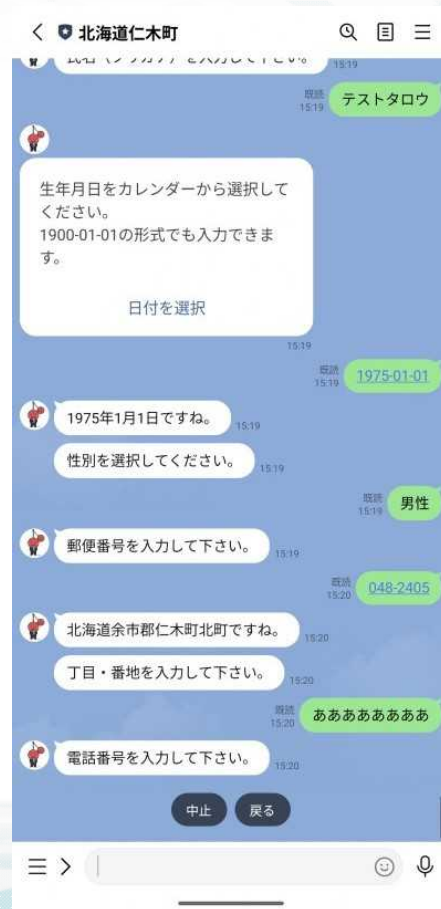 北海道仁木町
15:19
既読
15:19
テストタロウ
生年月日をカレンダーから選択して
ください。
1900-01-01の形式でも入力できま
す。
日付を選択
15:19
既読
15:19
1975-01-01
1975年1月1日ですね。
15:19
性別を選択してください。
15:19
既読
15:19
男性
郵便番号を入力して下さい。
15:19
既読
15:20
048-2405
北海道余市郡仁木町北町ですね。
15:20
丁目・番地を入力して下さい。
15:20
既読
15:20
ああああああああ
電話番号を入力して下さい。
15:20
中止
戻る